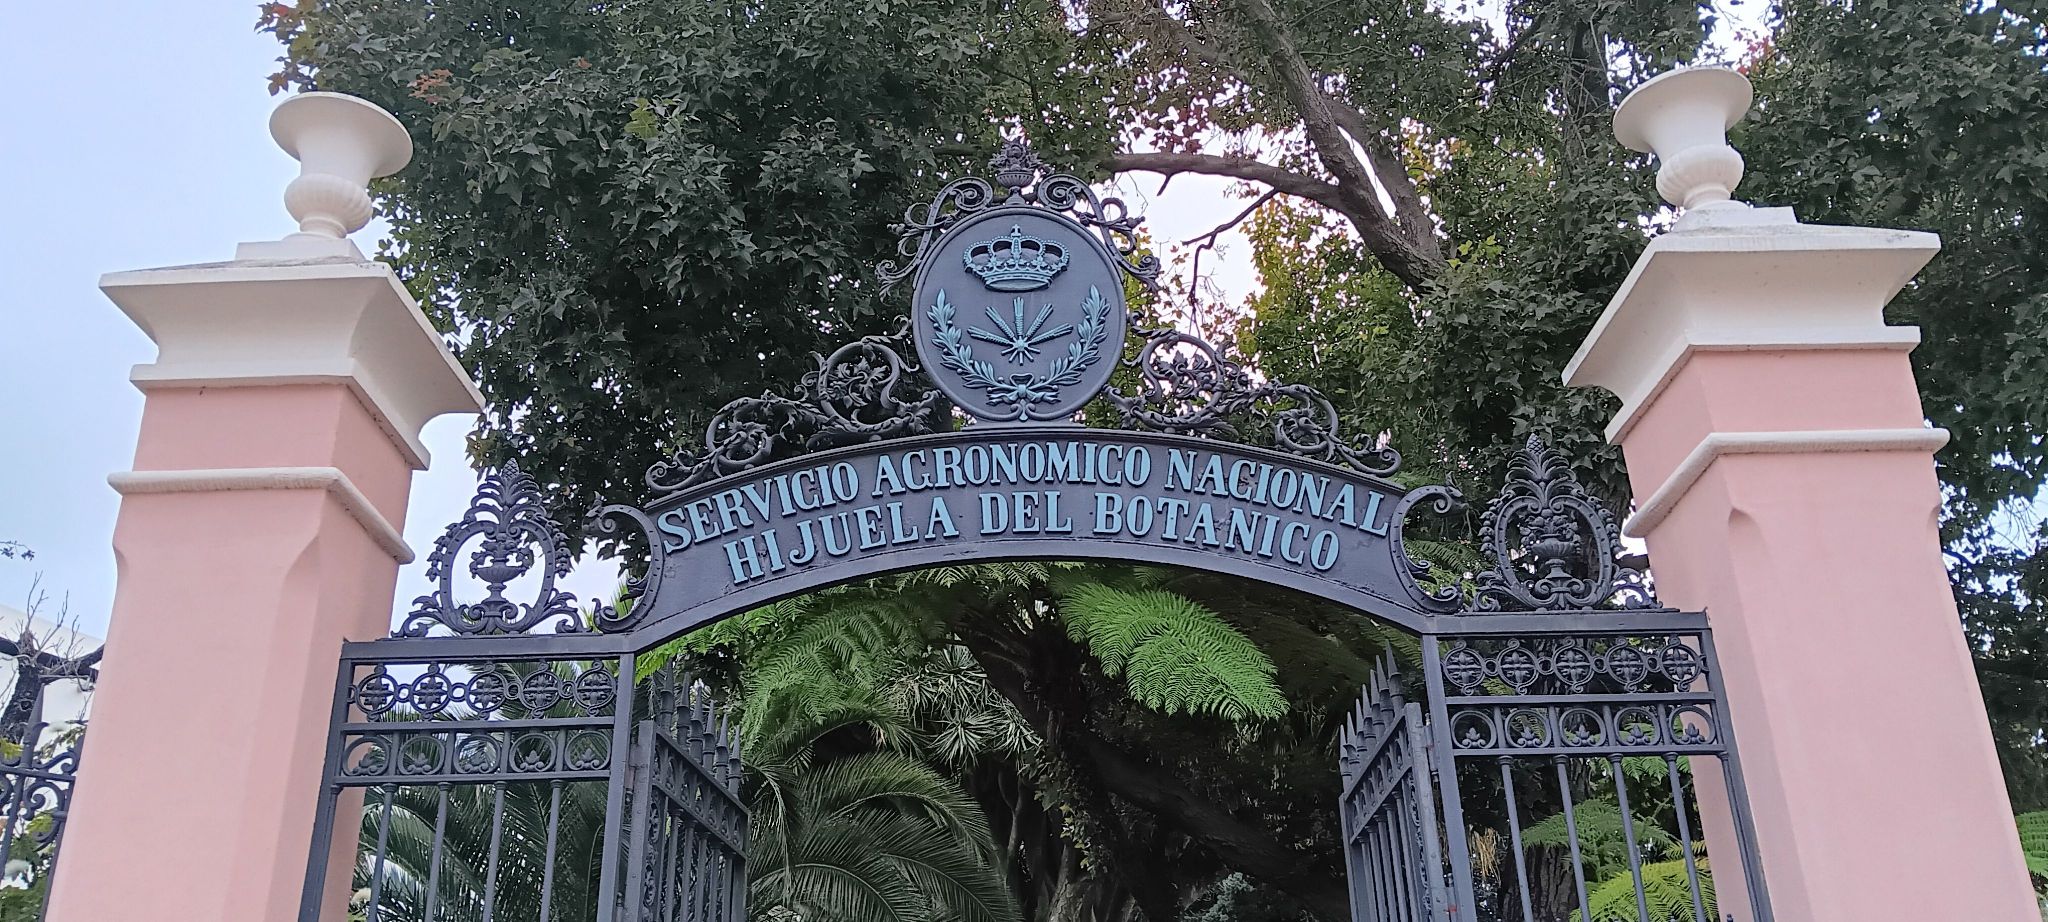 SERVICIO AGRONOMICO NACIONAL
HIJUELA DEL BOTANICO